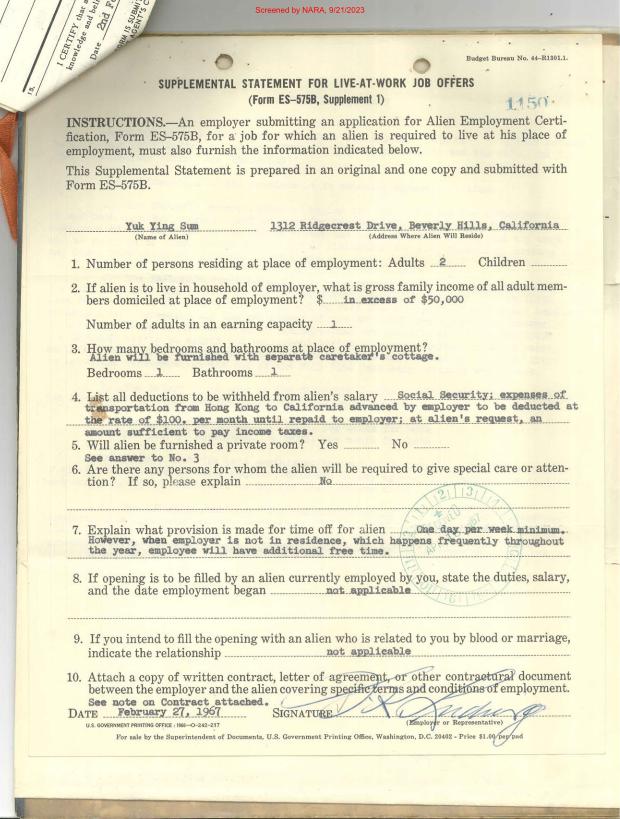 Screened by NARA, 9/21/2023
I CERTIFY that
knowledge and
Date 2nd
Budget Bureau No. 44-R1301.1.
SUPPLEMENTAL STATEMENT FOR LIVE-AT-WORK JOB OFFERS
(Form ES-575B, Supplement 1)
1150
INSTRUCTIONS.—An employer submitting an application for Alien Employment Certi-
fication, Form ES-575B, for a job for which an alien is required to live at his place of
employment, must also furnish the information indicated below.
This Supplemental Statement is prepared in an original and one copy and submitted with
Form ES-575B.
Yuk Ying Sum 1312 Ridgecrest Drive, Beverly Hills, California
(Name of Alien) (Address Where Alien Will Reside)
1. Number of persons residing at place of employment: Adults 2 Children
2. If alien is to live in household of employer, what is gross family income of all adult mem-
bers domiciled at place of employment? $ in excess of $50,000
Number of adults in an earning capacity 1
3. How many bedrooms and bathrooms at place of employment?
Alien will be furnished with separate caretaker's cottage.
Bedrooms 1 Bathrooms 1
4. List all deductions to be withheld from alien's salary Social Security; expenses of
transportation from Hong Kong to California advanced by employer to be deducted at
the rate of $100. per month until repaid to employer; at alien's request, an
amount sufficient to pay income taxes.
5. Will alien be furnished a private room? Yes No
See answer to No. 3
6. Are there any persons for whom the alien will be required to give special care or atten-
tion? If so, please explain No
7. Explain what provision is made for time off for alien One day per week minimum.
However, when employer is not in residence, which happens frequently throughout
the year, employee will have additional free time.
8. If opening is to be filled by an alien currently employed by you, state the duties, salary,
and the date employment began not applicable
9. If you intend to fill the opening with an alien who is related to you by blood or marriage,
indicate the relationship not applicable
10. Attach a copy of written contract, letter of agreement, or other contractural document
between the employer and the alien covering specific terms and conditions of employment.
See note on Contract attached.
DATE February 27, 1967 SIGNATURE
(Employer or Representative)
U.S. GOVERNMENT PRINTING OFFICE : 1966—O-242-217
For sale by the Superintendent of Documents, U.S. Government Printing Office, Washington, D.C. 20402 - Price $1.00 per pad